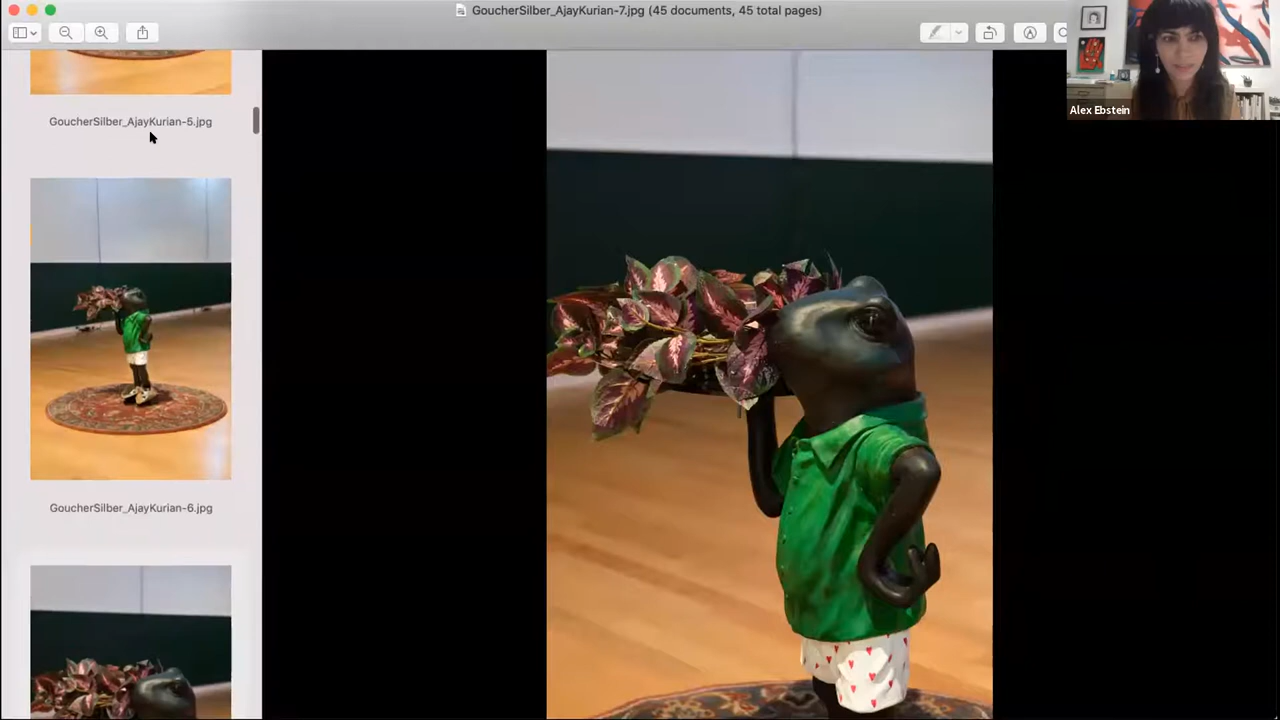 GoucherSilber_AjayKurian-7.jpg (45 documents, 45 total pages)
Alex Ebstein
GoucherSilber_AjayKurian-5.jpg
GoucherSilber_AjayKurian-6.jpg